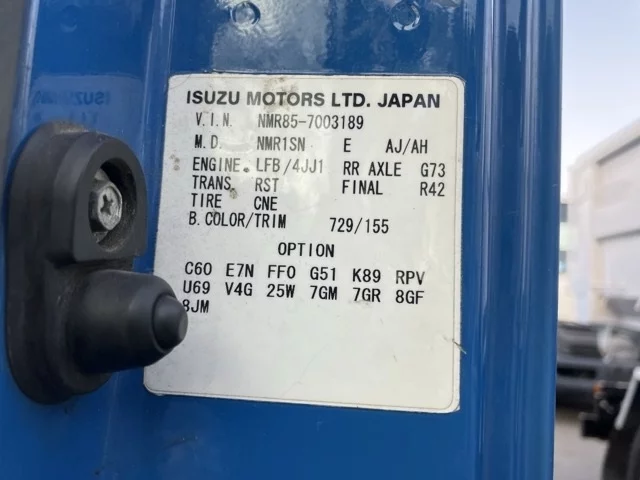 ISUZU MOTORS LTD. JAPAN
V.I.N. NMR85-7003189
M.D. NMR1SN E AJ/AH
ENGINE. LFB/4JJ1 RR AXLE G73
TRANS. RST FINAL R42
TIRE CNE
B.COLOR/TRIM 729/155
OPTION
C60 E7N FF0 G51 K89 RPV
U69 V4G 25W 7GM 7GR 8GF
8JM